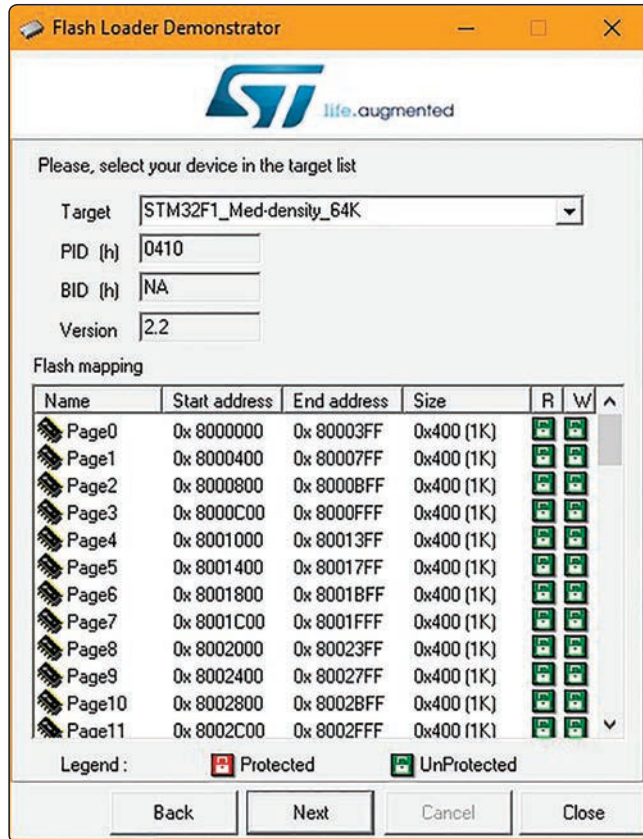 Flash Loader Demonstrator
ST
life.augmented
Please, select your device in the target list
Target STM32F1_Med-density_64K
PID (h) 0410
BID (h) NA
Version 2.2
Flash mapping
Name Start address End address Size R W
Page0 0x 8000000 0x 80003FF 0x400 (1K)
Page1 0x 8000400 0x 80007FF 0x400 (1K)
Page2 0x 8000800 0x 8000BFF 0x400 (1K)
Page3 0x 8000C00 0x 8000FFF 0x400 (1K)
Page4 0x 8001000 0x 80013FF 0x400 (1K)
Page5 0x 8001400 0x 80017FF 0x400 (1K)
Page6 0x 8001800 0x 8001BFF 0x400 (1K)
Page7 0x 8001C00 0x 8001FFF 0x400 (1K)
Page8 0x 8002000 0x 80023FF 0x400 (1K)
Page9 0x 8002400 0x 80027FF 0x400 (1K)
Page10 0x 8002800 0x 8002BFF 0x400 (1K)
Page11 0x 8002C00 0x 8002FFF 0x400 (1K)
Legend : Protected UnProtected
Back Next Cancel Close